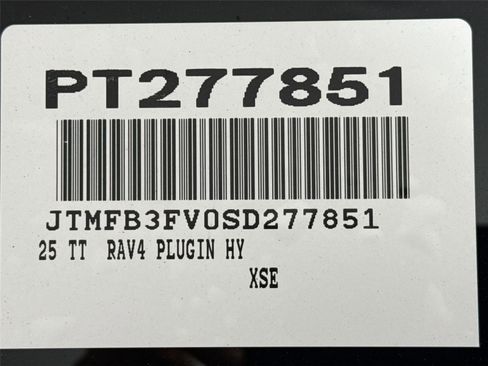 PT277851
JTMFB3FV0SD277851
25 TT RAV4 PLUGIN HY
XSE